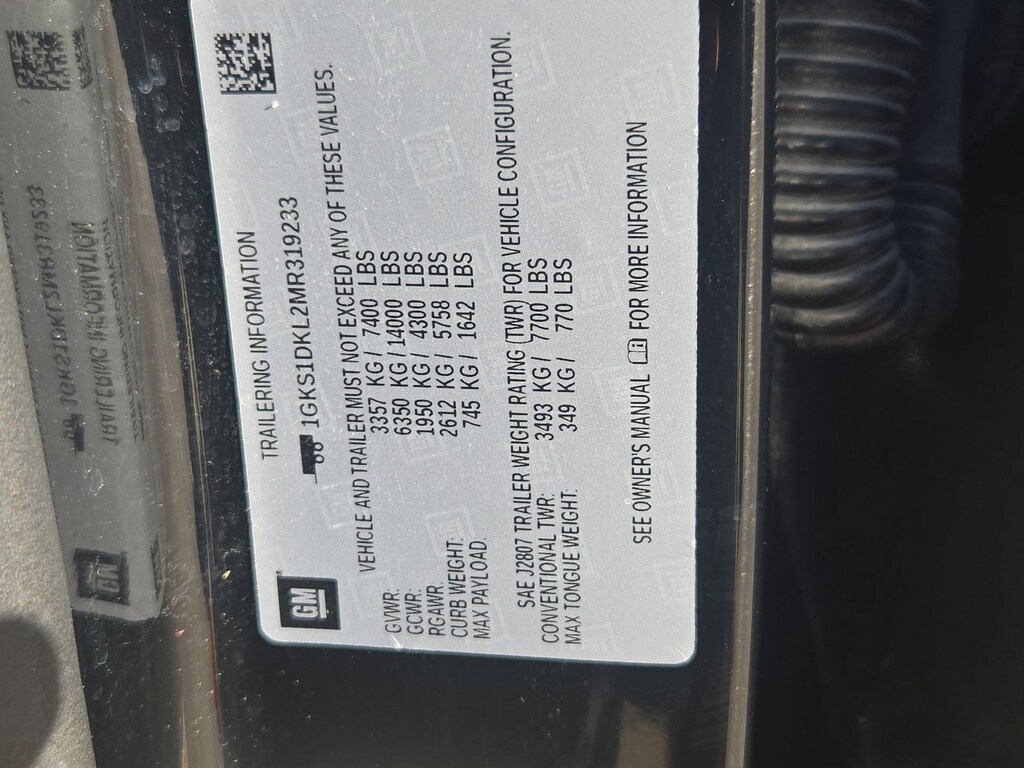 GM
TRAILERING INFORMATION
1GKS1DKL2MR319233
VEHICLE AND TRAILER MUST NOT EXCEED ANY OF THESE VALUES.
GVWR: 3357 KG / 7400 LBS
GCWR: 6350 KG / 14000 LBS
RGAWR: 1950 KG / 4300 LBS
CURB WEIGHT: 2612 KG / 5758 LBS
MAX PAYLOAD: 745 KG / 1642 LBS
SAE J2807 TRAILER WEIGHT RATING (TWR) FOR VEHICLE CONFIGURATION.
CONVENTIONAL TWR: 3493 KG / 7700 LBS
MAX TONGUE WEIGHT: 349 KG / 770 LBS
SEE OWNER'S MANUAL FOR MORE INFORMATION